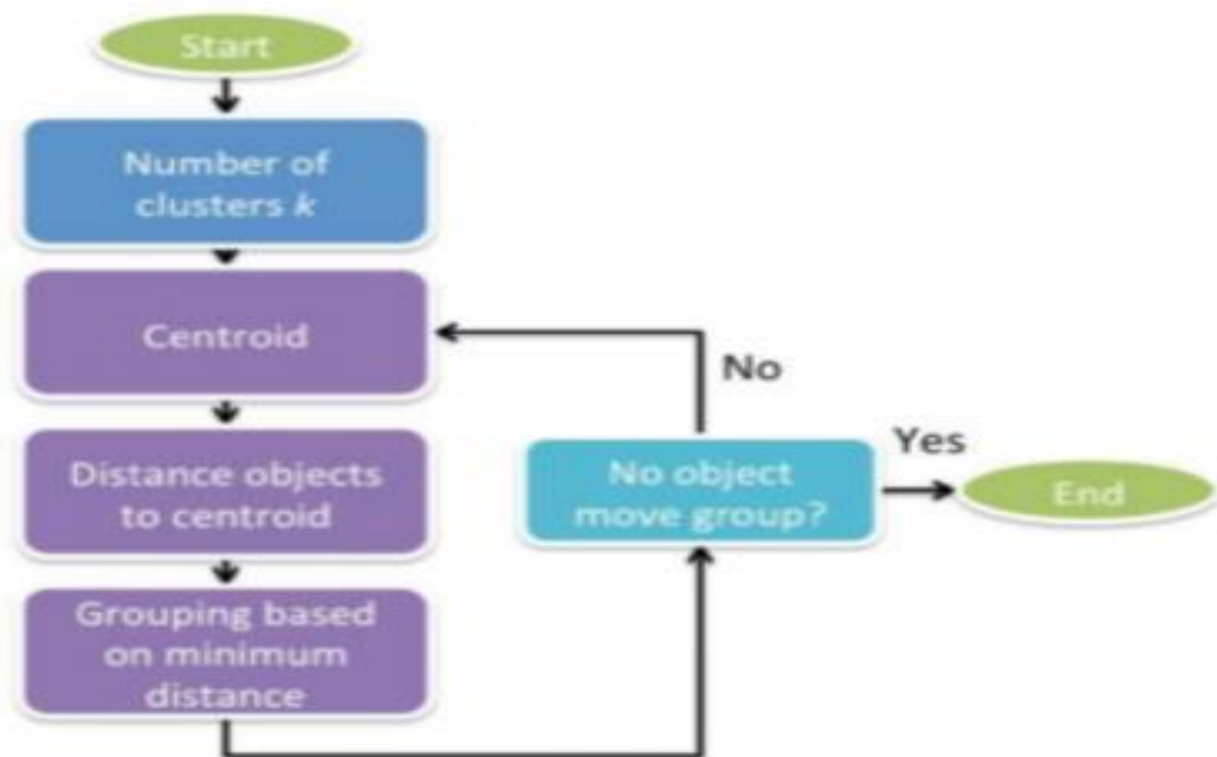 Start
Number of
clusters k
Centroid
Distance objects
to centroid
Grouping based
on minimum
distance
No object
move group?
No
Yes
End